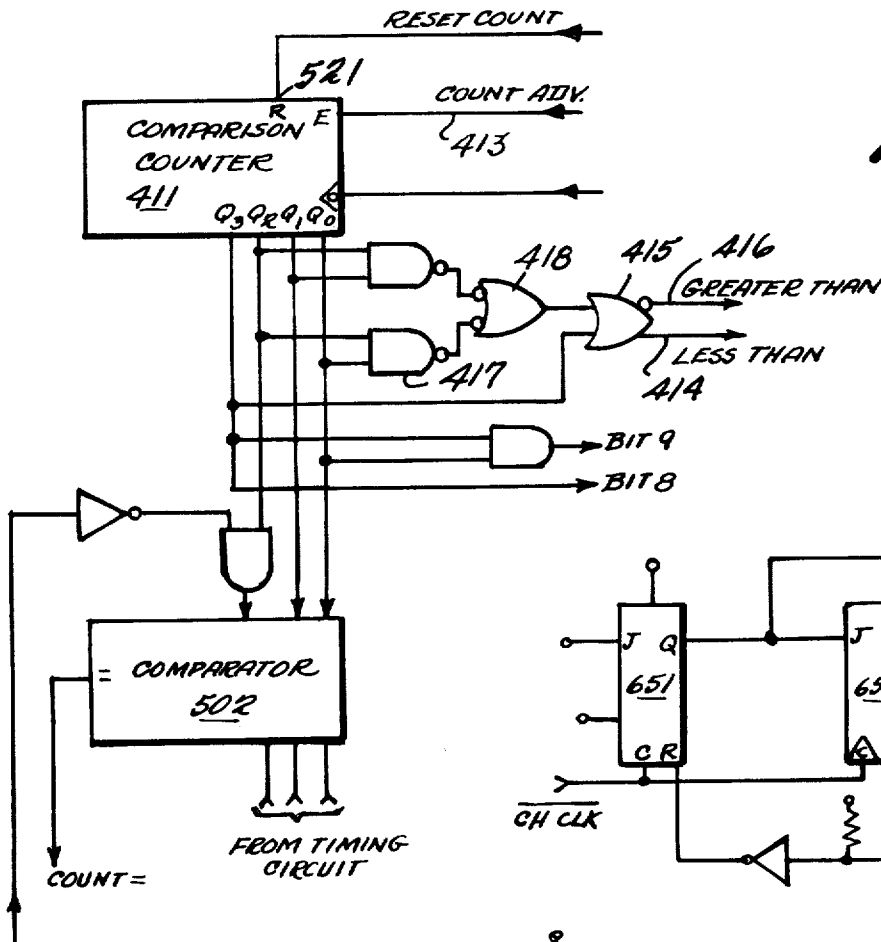 RESET COUNT
521
R E
COUNT ADV.
413
COMPARISON
COUNTER
411
Q3 Q2 Q1 Q0
418
415
416
GREATER THAN
LESS THAN
414
417
BIT 9
BIT 8
= COMPARATOR
502
J Q
651
C R
J
65
C
CH CLK
FROM TIMING
CIRCUIT
COUNT =